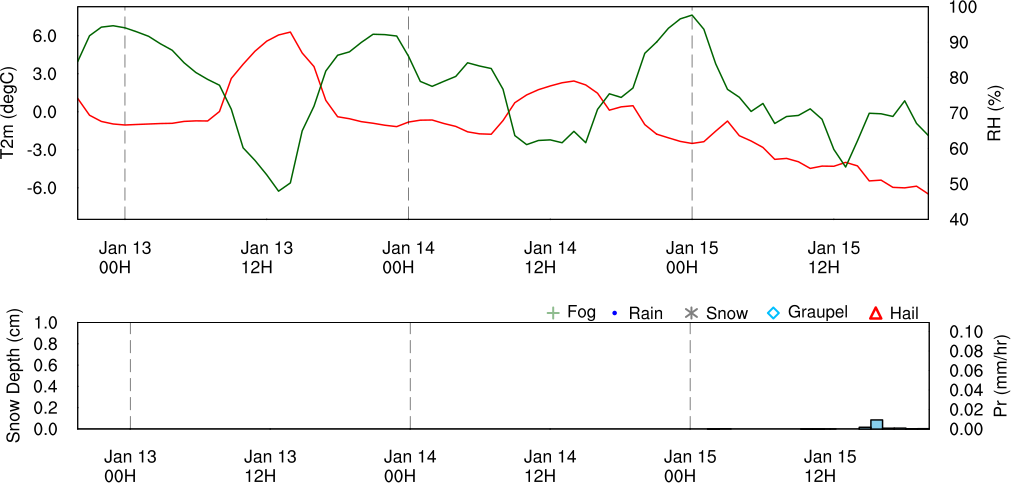 100
6.0
90
3.0
80
0.0
70
-3.0
60
-6.0
50
40
T2m (degC)
RH (%)
Jan 13 Jan 13 Jan 14 Jan 14 Jan 15 Jan 15
00H 12H 00H 12H 00H 12H
Fog Rain Snow Graupel Hail
1.0
0.10
0.8
0.08
0.6
0.06
0.4
0.04
0.2
0.02
0.0
0.00
Snow Depth (cm)
Pr (mm/hr)
Jan 13 Jan 13 Jan 14 Jan 14 Jan 15 Jan 15
00H 12H 00H 12H 00H 12H